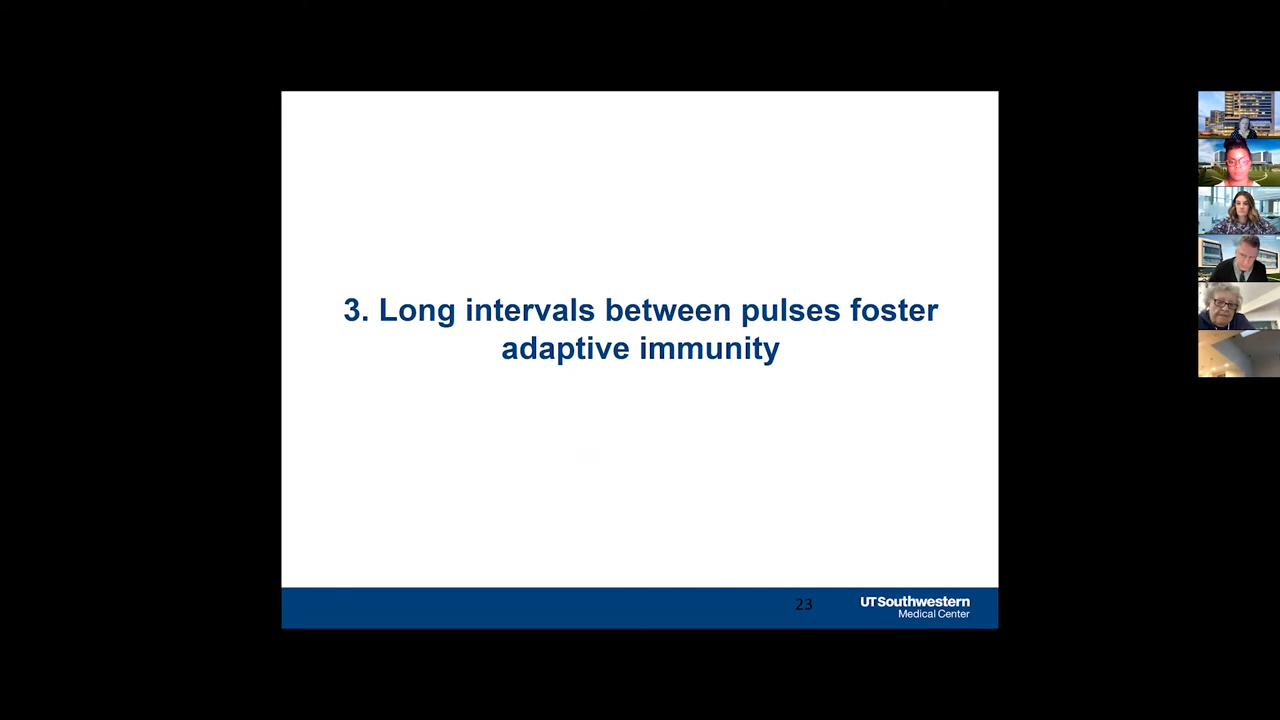 3. Long intervals between pulses foster
adaptive immunity
23
UTSouthwestern
Medical Center